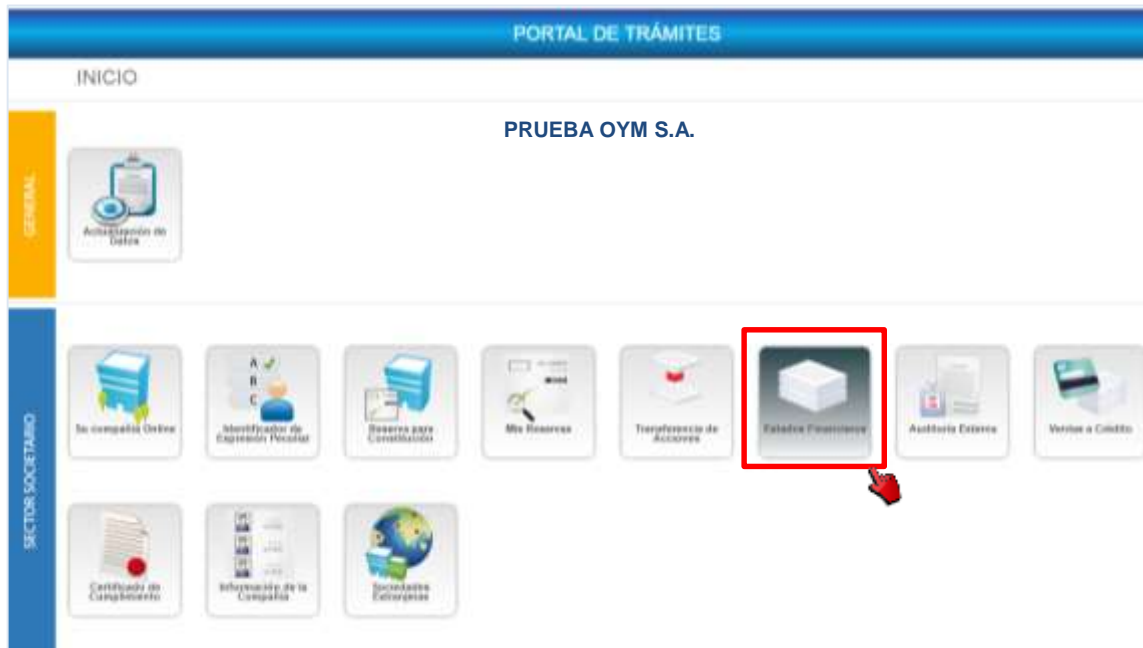 PORTAL DE TRÁMITES
INICIO
PRUEBA OYM S.A.
GENERAL
Actualización de
Datos
SECTOR SOCIETARIO
Su compañía Online
Identificador de
Expresión Peculiar
Reserva para
Constitución
Mis Reservas
Transferencia de
Acciones
Estados Financieros
Auditoría Externa
Ventas a Crédito
Certificado de
Cumplimiento
Información de la
Compañía
Sociedades
Extranjeras
A
B
C